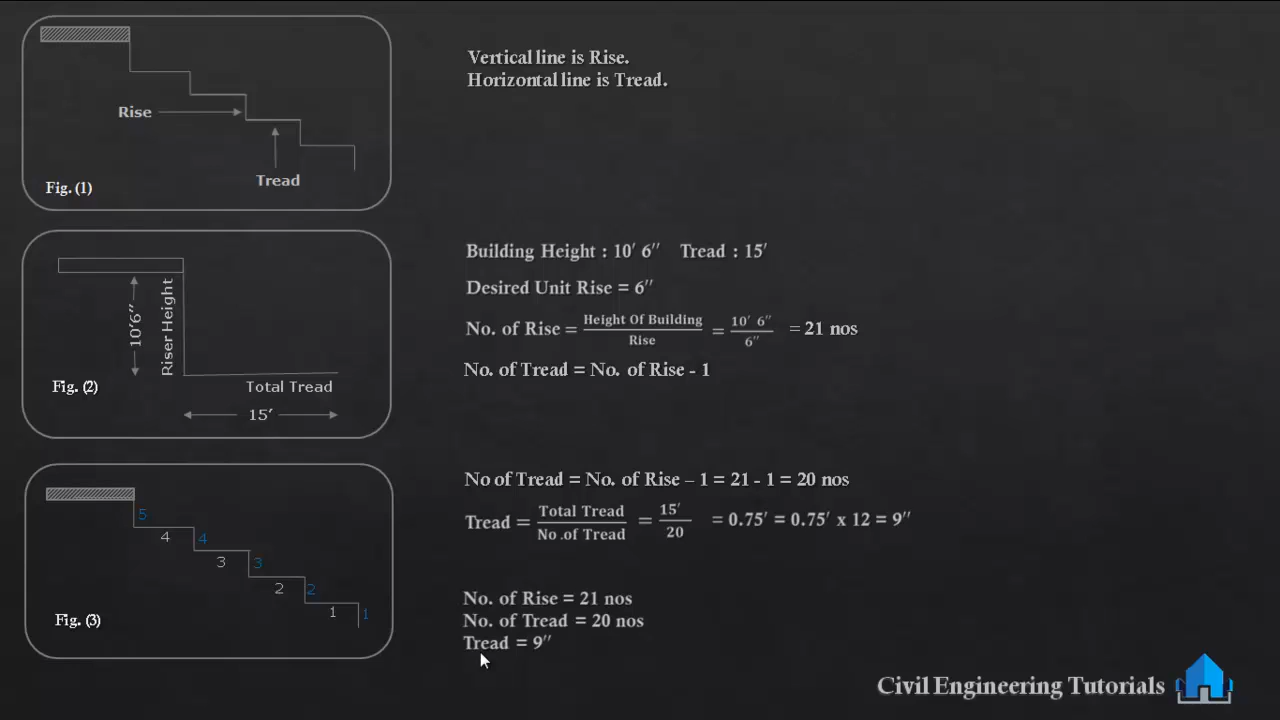 Vertical line is Rise.
Horizontal line is Tread.
Rise
Tread
Fig. (1)
Building Height : 10′ 6″ Tread : 15′
Desired Unit Rise = 6″
No. of Rise = Height Of Building / Rise = 10′ 6″ / 6″ = 21 nos
No. of Tread = No. of Rise - 1
10′6″
Riser Height
Total Tread
15′
Fig. (2)
No of Tread = No. of Rise – 1 = 21 - 1 = 20 nos
Tread = Total Tread / No .of Tread = 15′ / 20 = 0.75′ = 0.75′ x 12 = 9″
5
4
4
3
3
2
2
1
1
Fig. (3)
No. of Rise = 21 nos
No. of Tread = 20 nos
Tread = 9″
Civil Engineering Tutorials